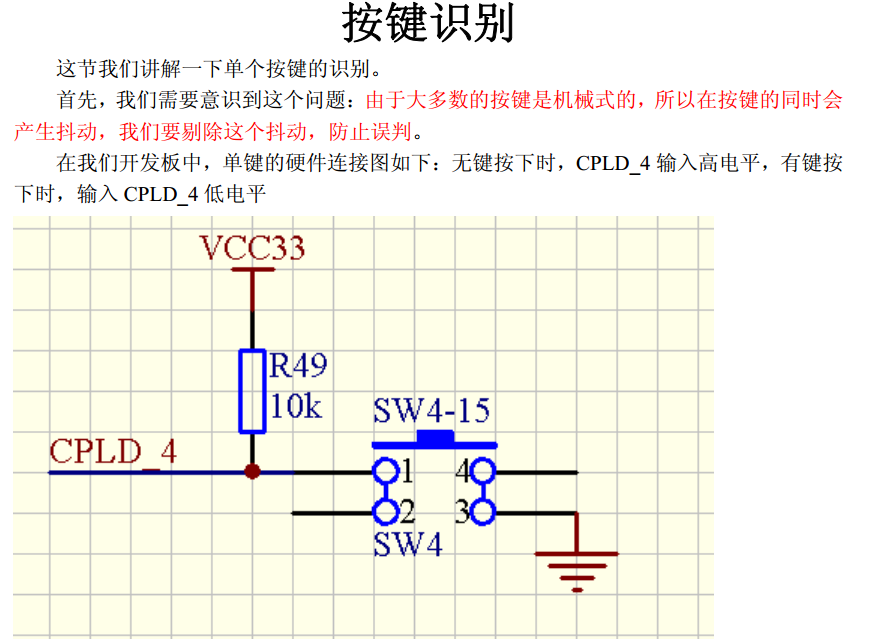 按键识别
这节我们讲解一下单个按键的识别。
首先，我们需要意识到这个问题：由于大多数的按键是机械式的，所以在按键的同时会
产生抖动，我们要剔除这个抖动，防止误判。
在我们开发板中，单键的硬件连接图如下：无键按下时，CPLD_4 输入高电平，有键按
下时，输入 CPLD_4 低电平
VCC33
R49
10k
SW4-15
CPLD_4
1 4
2 3
SW4